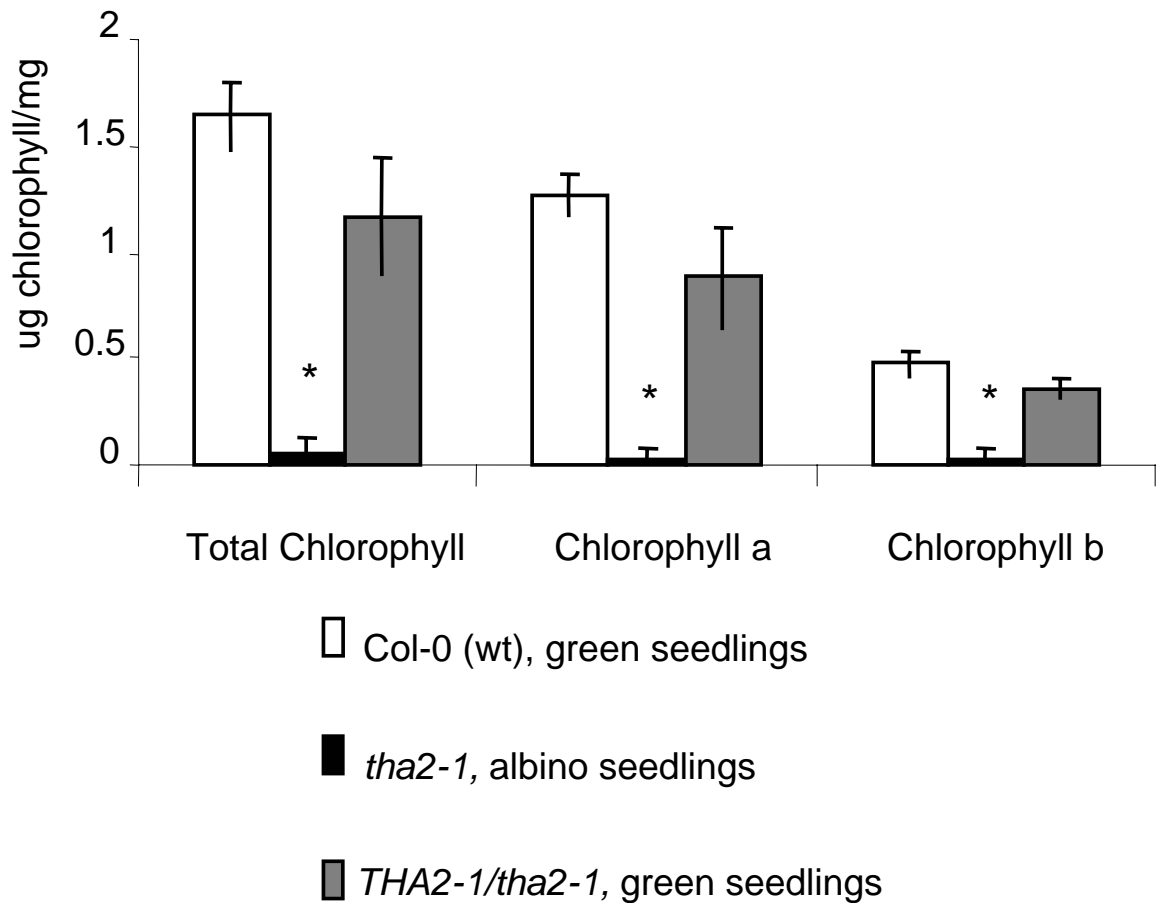 2
1.5
1
0.5
0
ug chlorophyll/mg
*
*
*
Total Chlorophyll
Chlorophyll a
Chlorophyll b
Col-0 (wt), green seedlings
tha2-1, albino seedlings
THA2-1/tha2-1, green seedlings